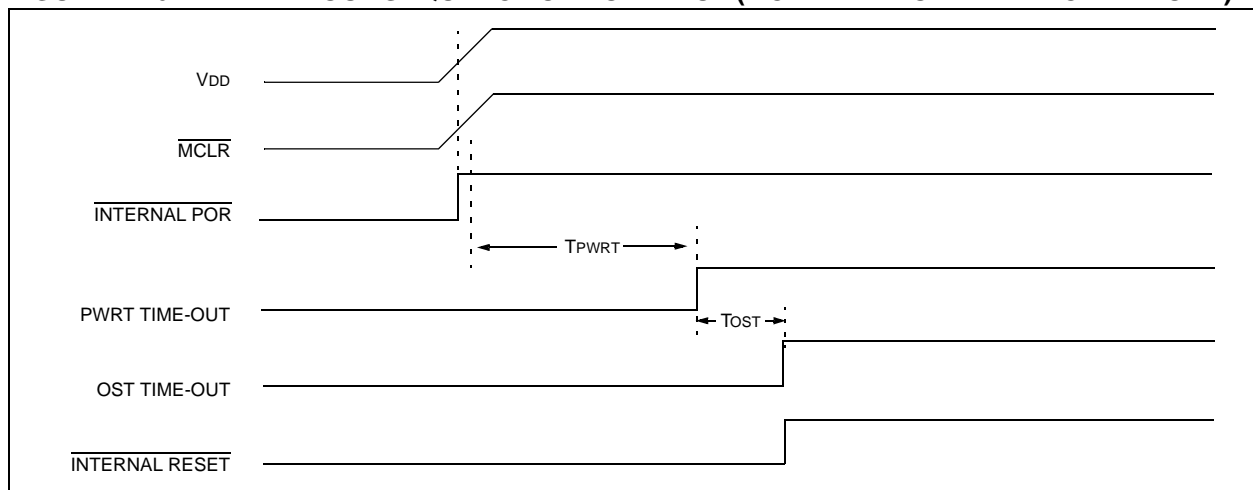 VDD
MCLR
INTERNAL POR
TPWRT
PWRT TIME-OUT
TOST
OST TIME-OUT
INTERNAL RESET